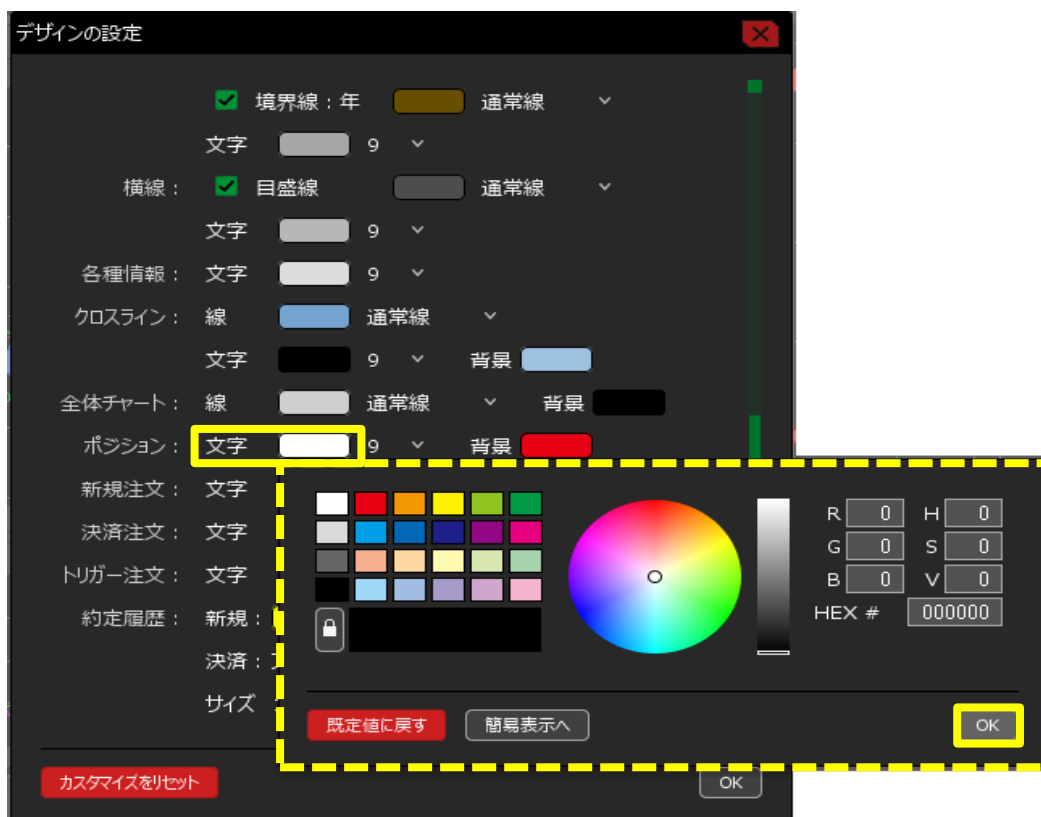 デザインの設定
境界線：年 通常線
文字 9
横線： 目盛線 通常線
文字 9
各種情報： 文字 9
クロスライン： 線 通常線
文字 9 背景
全体チャート： 線 通常線 背景
ポジション： 文字 9 背景
新規注文： 文字
決済注文： 文字
トリガー注文： 文字
約定履歴： 新規：
決済：
サイズ
R 0 H 0
G 0 S 0
B 0 V 0
HEX # 000000
既定値に戻す 簡易表示へ OK
カスタマイズをリセット OK